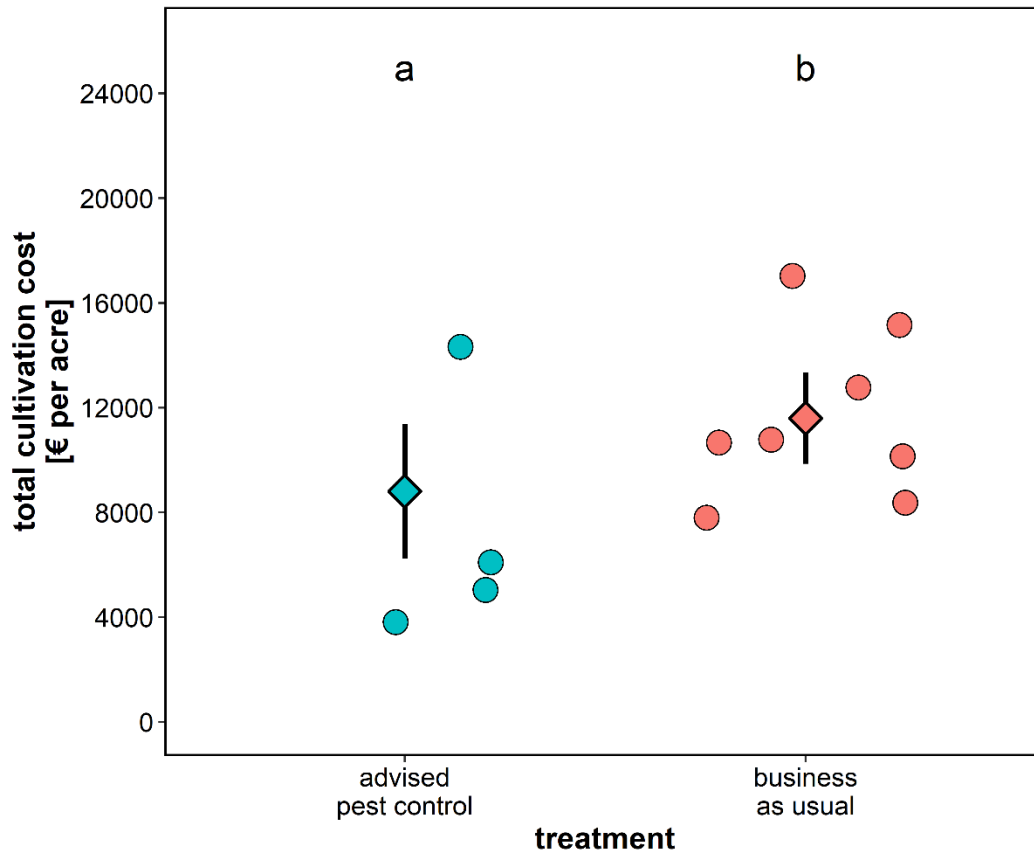 a
b
24000
20000
16000
12000
8000
4000
0
total cultivation cost
[€ per acre]
advised
pest control
business
as usual
treatment